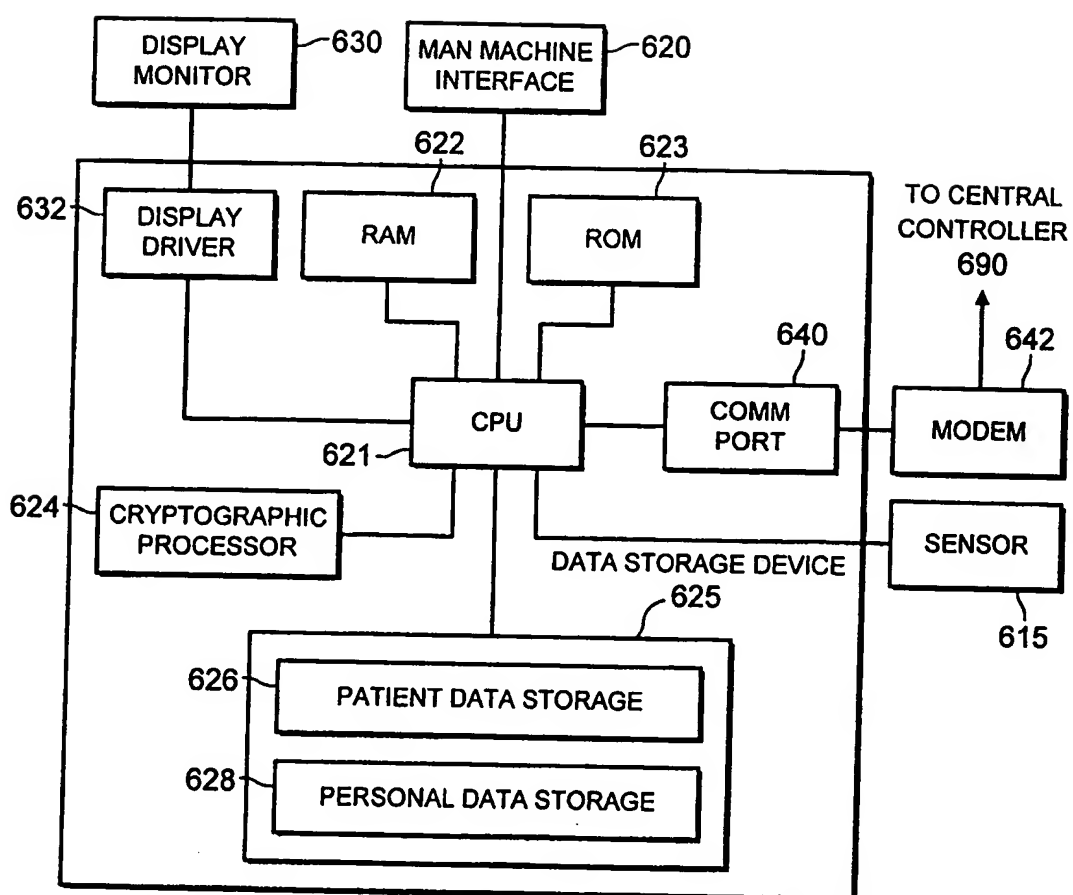 DISPLAY
MONITOR
630
MAN MACHINE
INTERFACE
620
622
623
632
DISPLAY
DRIVER
RAM
ROM
TO CENTRAL
CONTROLLER
690
640
642
CPU
621
COMM
PORT
MODEM
624
CRYPTOGRAPHIC
PROCESSOR
SENSOR
615
DATA STORAGE DEVICE
625
626
PATIENT DATA STORAGE
628
PERSONAL DATA STORAGE